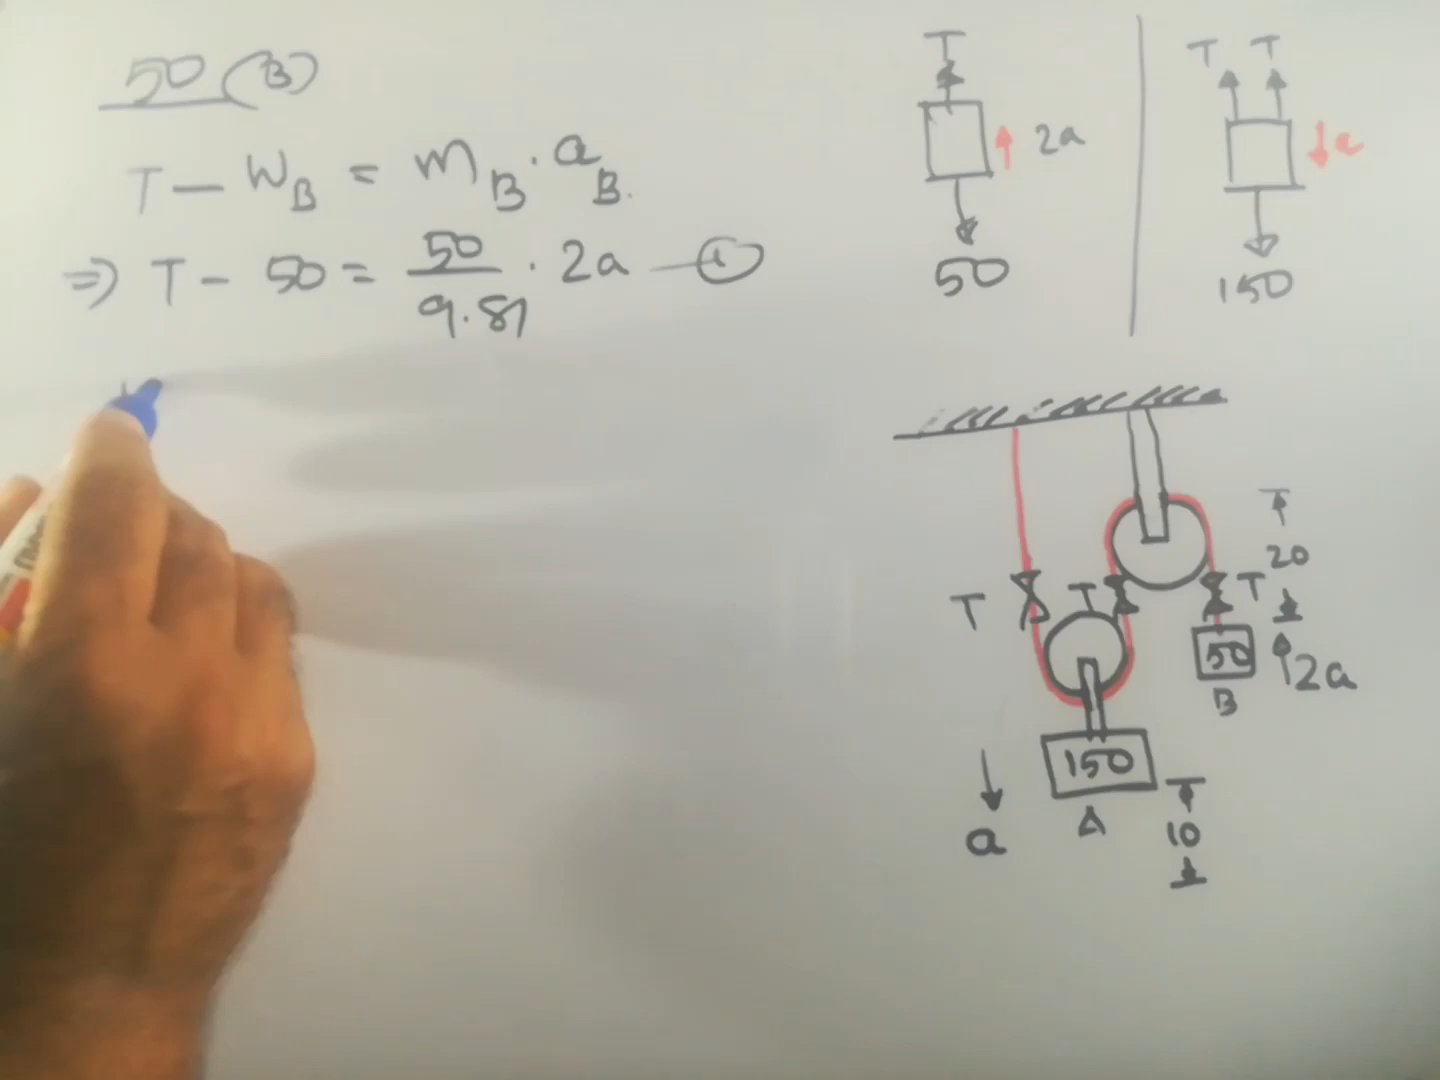 50 (B)
T - W_B = m_B . a_B.
⇒ T - 50 = 50/9.81 . 2a — ①
T
2a
50
T T
a
150
20
T T T
50
B
2a
150
A
a
10